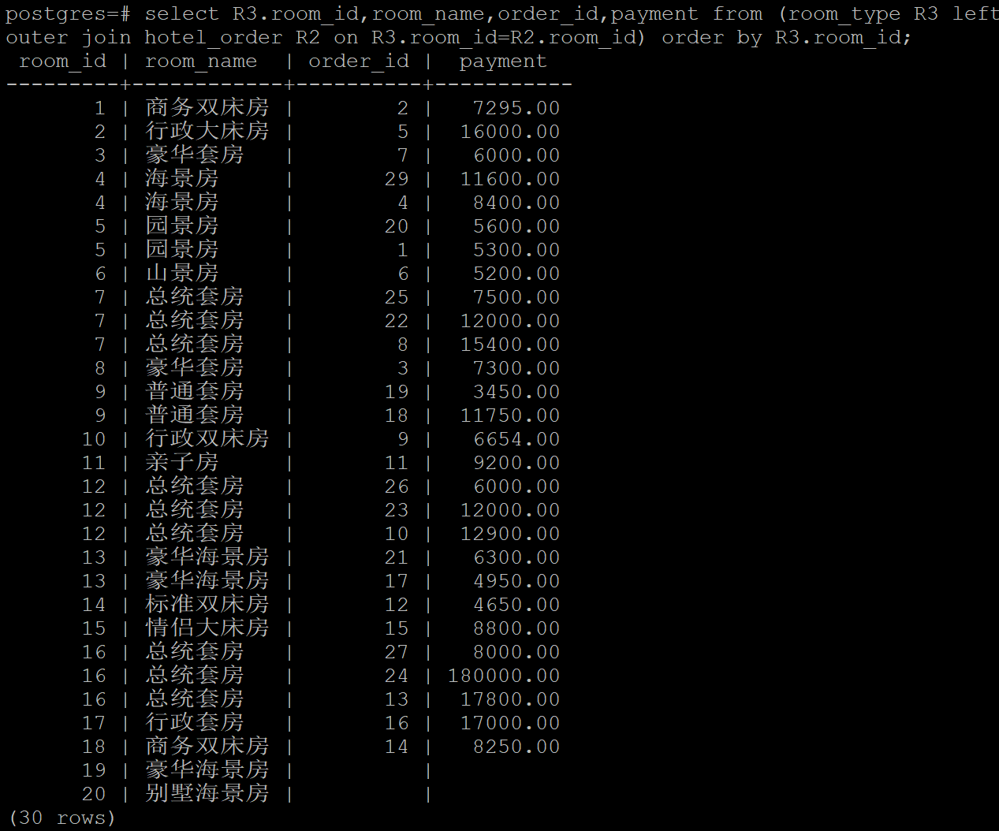 postgres=# select R3.room_id,room_name,order_id,payment from (room_type R3 left
outer join hotel_order R2 on R3.room_id=R2.room_id) order by R3.room_id;
 room_id | room_name  | order_id |  payment
---------+------------+----------+-----------
      1 | 商务双床房 |        2 |   7295.00
      2 | 行政大床房 |        5 |  16000.00
      3 | 豪华套房   |        7 |   6000.00
      4 | 海景房     |       29 |  11600.00
      4 | 海景房     |        4 |   8400.00
      5 | 园景房     |       20 |   5600.00
      5 | 园景房     |        1 |   5300.00
      6 | 山景房     |        6 |   5200.00
      7 | 总统套房   |       25 |   7500.00
      7 | 总统套房   |       22 |  12000.00
      7 | 总统套房   |        8 |  15400.00
      8 | 豪华套房   |        3 |   7300.00
      9 | 普通套房   |       19 |   3450.00
      9 | 普通套房   |       18 |  11750.00
     10 | 行政双床房 |        9 |   6654.00
     11 | 亲子房     |       11 |   9200.00
     12 | 总统套房   |       26 |   6000.00
     12 | 总统套房   |       23 |  12000.00
     12 | 总统套房   |       10 |  12900.00
     13 | 豪华海景房 |       21 |   6300.00
     13 | 豪华海景房 |       17 |   4950.00
     14 | 标准双床房 |       12 |   4650.00
     15 | 情侣大床房 |       15 |   8800.00
     16 | 总统套房   |       27 |   8000.00
     16 | 总统套房   |       24 | 180000.00
     16 | 总统套房   |       13 |  17800.00
     17 | 行政套房   |       16 |  17000.00
     18 | 商务双床房 |       14 |   8250.00
     19 | 豪华海景房 |          |
     20 | 别墅海景房 |          |
(30 rows)